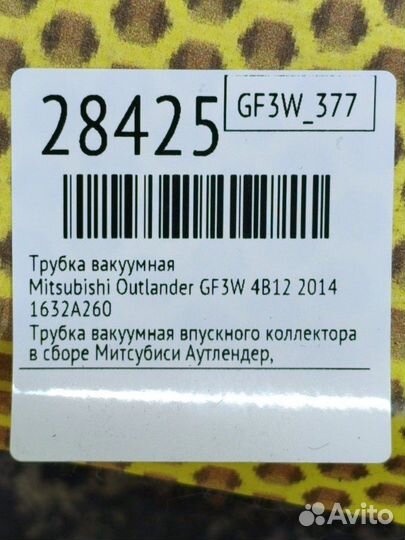 28425
GF3W_377
Трубка вакуумная
Mitsubishi Outlander GF3W 4B12 2014
1632A260
Трубка вакуумная впускного коллектора
в сборе Митсубиси Аутлендер,
Avito